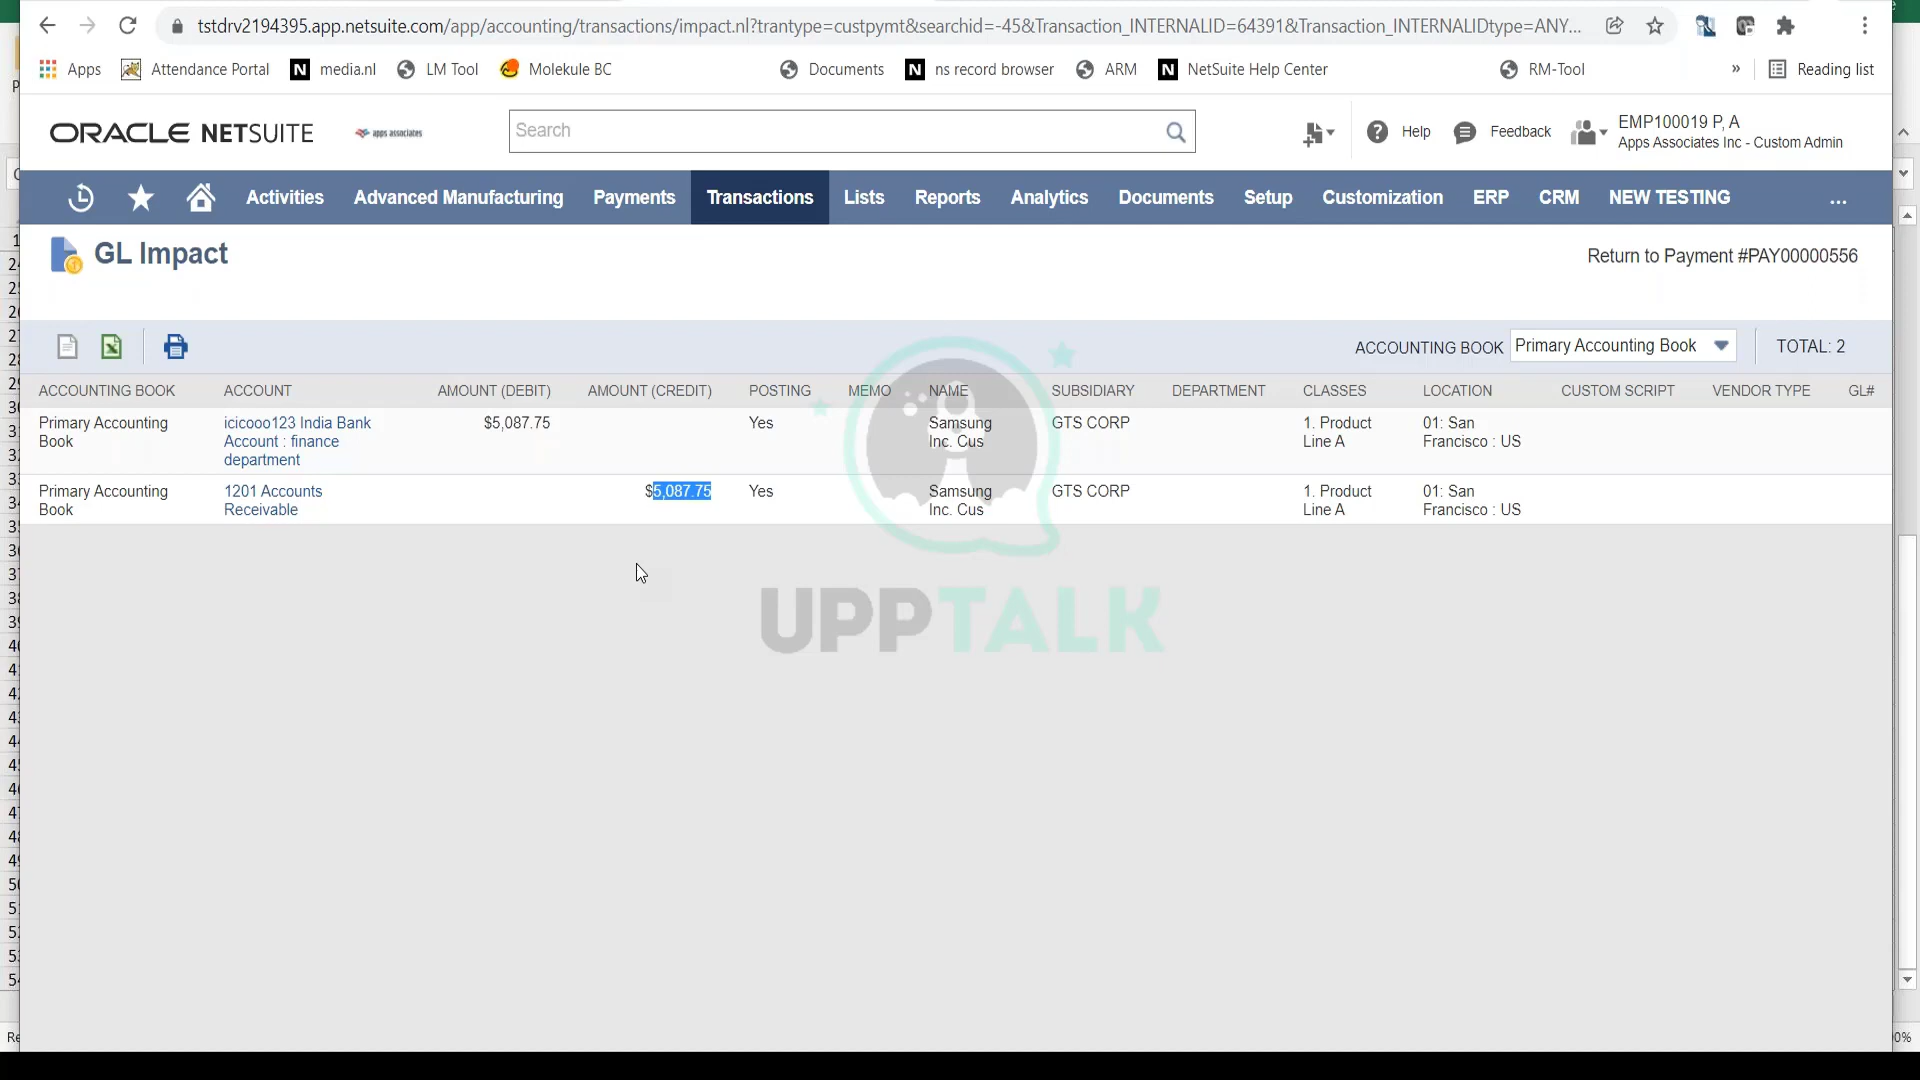 tstdrv2194395.app.netsuite.com/app/accounting/transactions/impact.nl?trantype=custpymt&searchid=-45&Transaction_INTERNALID=64391&Transaction_INTERNALIDtype=ANY...
Apps Attendance Portal media.nl LM Tool Molekule BC Documents ns record browser ARM NetSuite Help Center RM-Tool » Reading list
ORACLE NETSUITE apps associates Search Help Feedback EMP100019 P, A
Apps Associates Inc - Custom Admin
Activities Advanced Manufacturing Payments Transactions Lists Reports Analytics Documents Setup Customization ERP CRM NEW TESTING ...
GL Impact
Return to Payment #PAY00000556
ACCOUNTING BOOK Primary Accounting Book TOTAL: 2
ACCOUNTING BOOK ACCOUNT AMOUNT (DEBIT) AMOUNT (CREDIT) POSTING MEMO NAME SUBSIDIARY DEPARTMENT CLASSES LOCATION CUSTOM SCRIPT VENDOR TYPE GL#
Primary Accounting icicooo123 India Bank $5,087.75 Yes Samsung GTS CORP 1. Product 01: San
Book Account : finance Inc. Cus Line A Francisco : US
department
Primary Accounting 1201 Accounts $5,087.75 Yes Samsung GTS CORP 1. Product 01: San
Book Receivable Inc. Cus Line A Francisco : US
UPPTALK